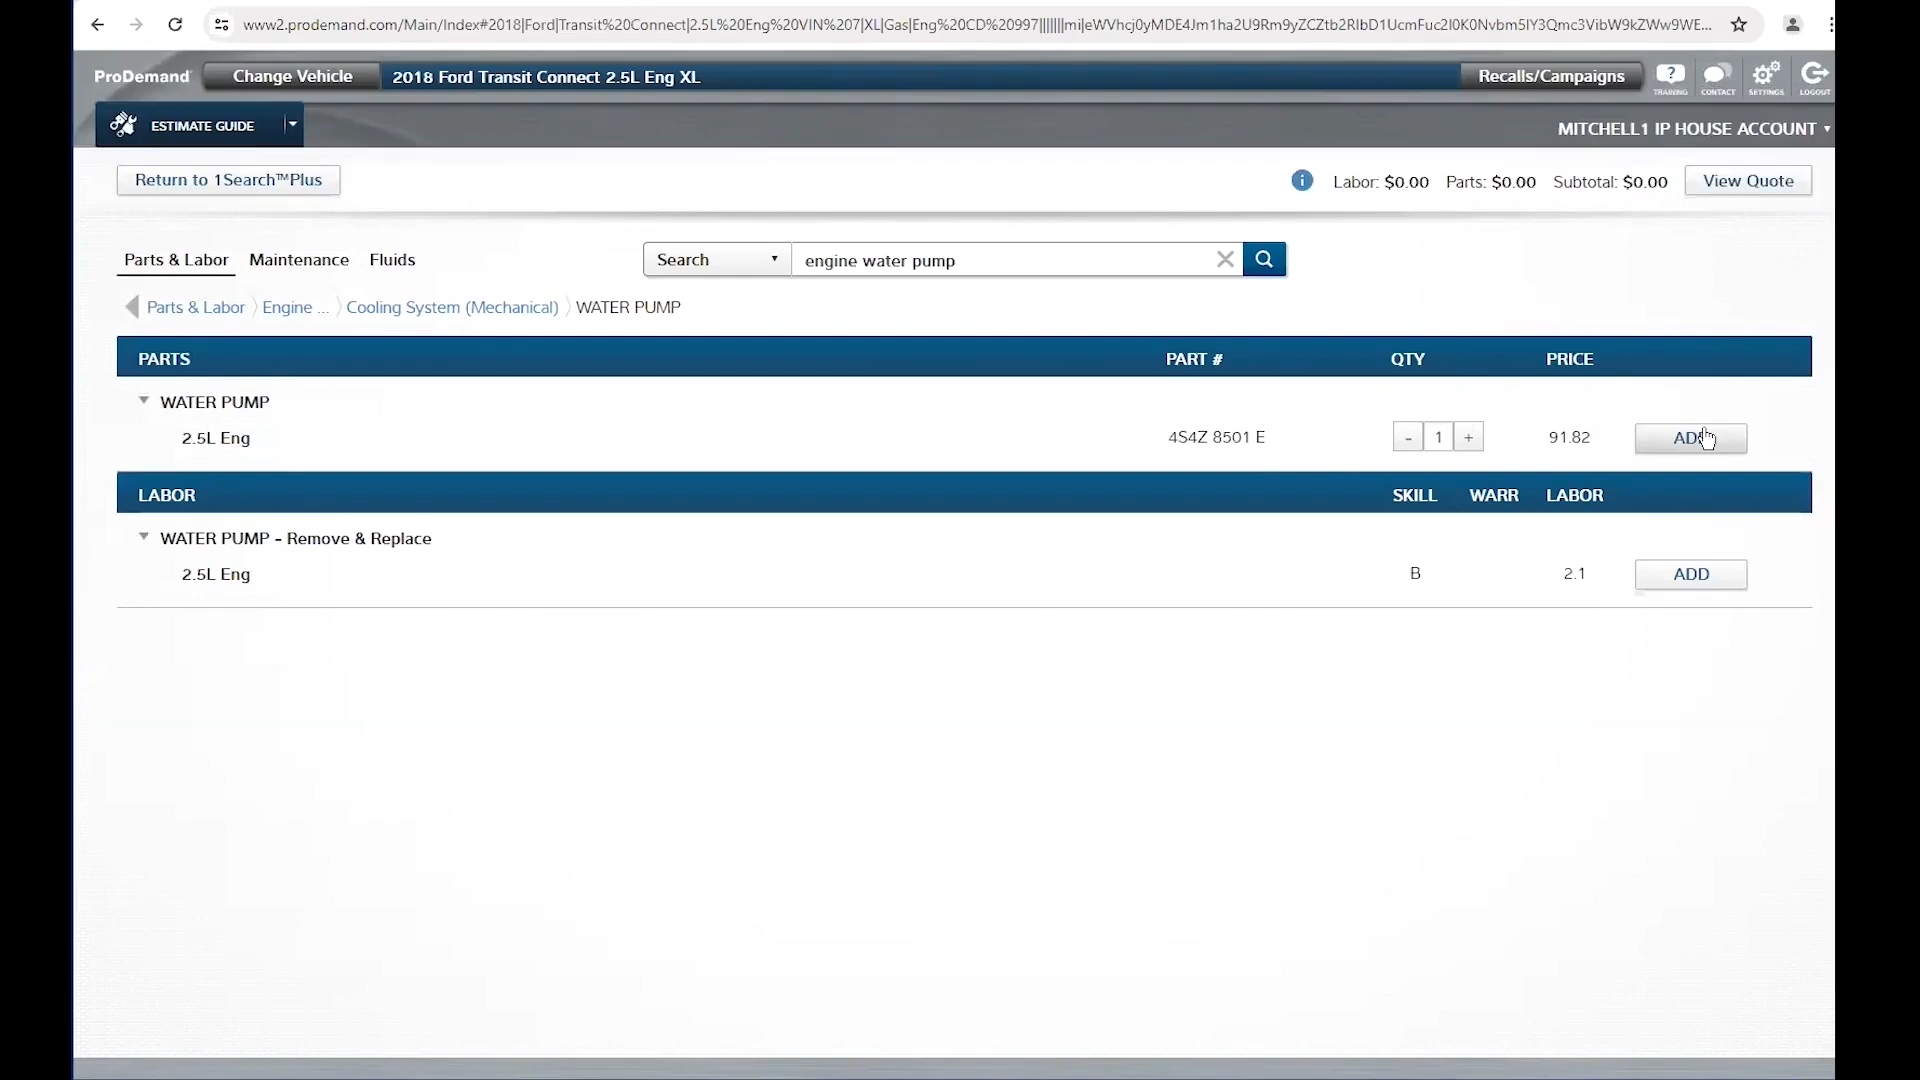 www2.prodemand.com/Main/Index#2018|Ford|Transit%20Connect|2.5L%20Eng%20VIN%207|XL|Gas|Eng%20CD%20997|||||||
ProDemand Change Vehicle 2018 Ford Transit Connect 2.5L Eng XL Recalls/Campaigns TRAINING CONTACT SETTINGS LOGOUT
ESTIMATE GUIDE MITCHELL1 IP HOUSE ACCOUNT
Return to 1Search™Plus Labor: $0.00 Parts: $0.00 Subtotal: $0.00 View Quote
Parts & Labor Maintenance Fluids Search engine water pump
Parts & Labor Engine ... Cooling System (Mechanical) WATER PUMP
PARTS PART # QTY PRICE
WATER PUMP
2.5L Eng 4S4Z 8501 E - 1 + 91.82 ADD
LABOR SKILL WARR LABOR
WATER PUMP - Remove & Replace
2.5L Eng B 2.1 ADD